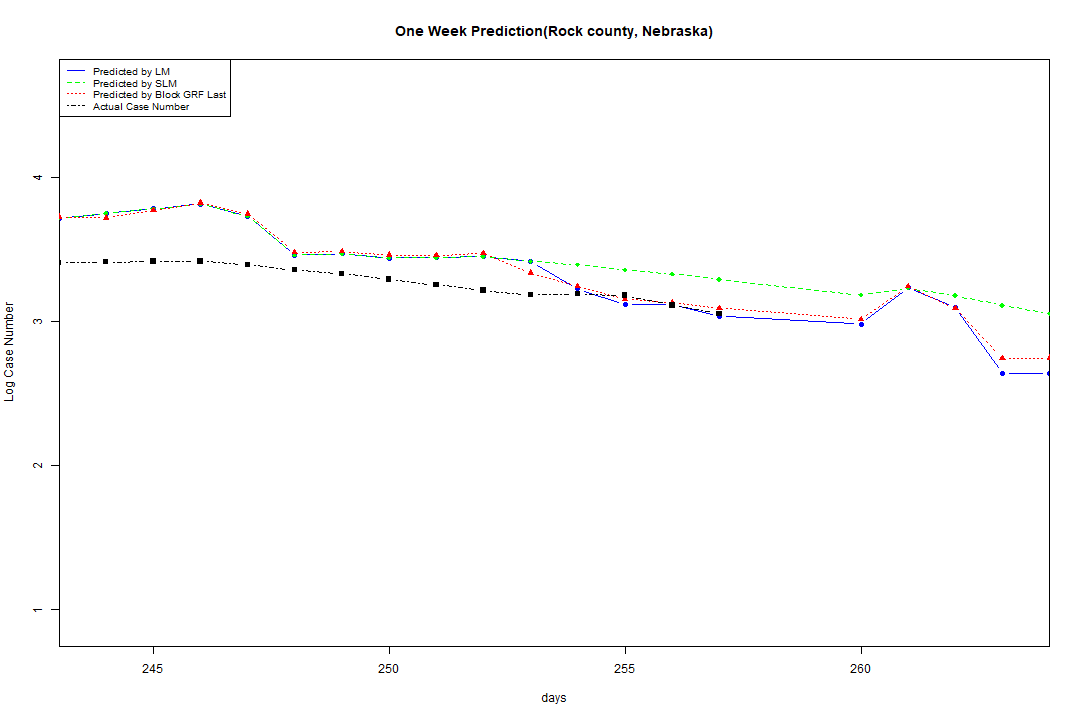 One Week Prediction(Rock county, Nebraska)
Predicted by LM
Predicted by SLM
Predicted by Block GRF Last
Actual Case Number
Log Case Number
4
3
2
1
245 250 255 260
days